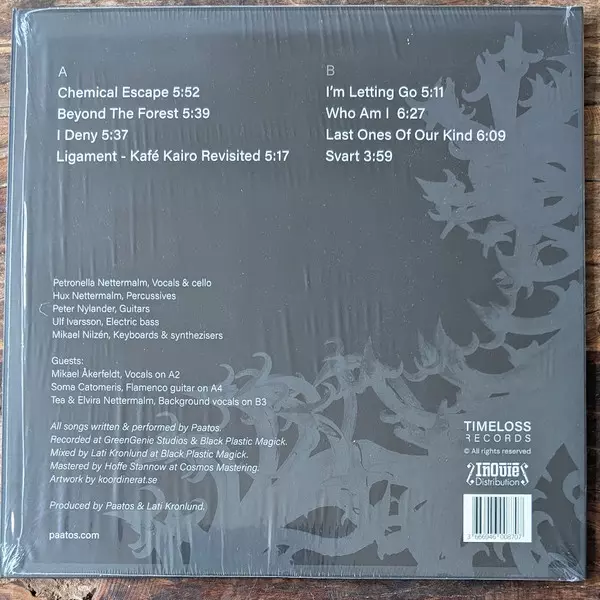 A
Chemical Escape 5:52
Beyond The Forest 5:39
I Deny 5:37
Ligament - Kafé Kairo Revisited 5:17
B
I'm Letting Go 5:11
Who Am I 6:27
Last Ones Of Our Kind 6:09
Svart 3:59
Petronella Nettermalm, Vocals & cello
Hux Nettermalm, Percussives
Peter Nylander, Guitars
Ulf Ivarsson, Electric bass
Mikael Nilzén, Keyboards & synthezisers
Guests:
Mikael Åkerfeldt, Vocals on A2
Soma Catomeris, Flamenco guitar on A4
Tea & Elvira Nettermalm, Background vocals on B3
All songs written & performed by Paatos.
Recorded at GreenGenie Studios & Black Plastic Magick.
Mixed by Lati Kronlund at Black Plastic Magick.
Mastered by Hoffe Stannow at Cosmos Mastering.
Artwork by koordinerat.se
Produced by Paatos & Lati Kronlund.
paatos.com
TIMELOSS
RECORDS
© All rights reserved
InOuïe
Distribution